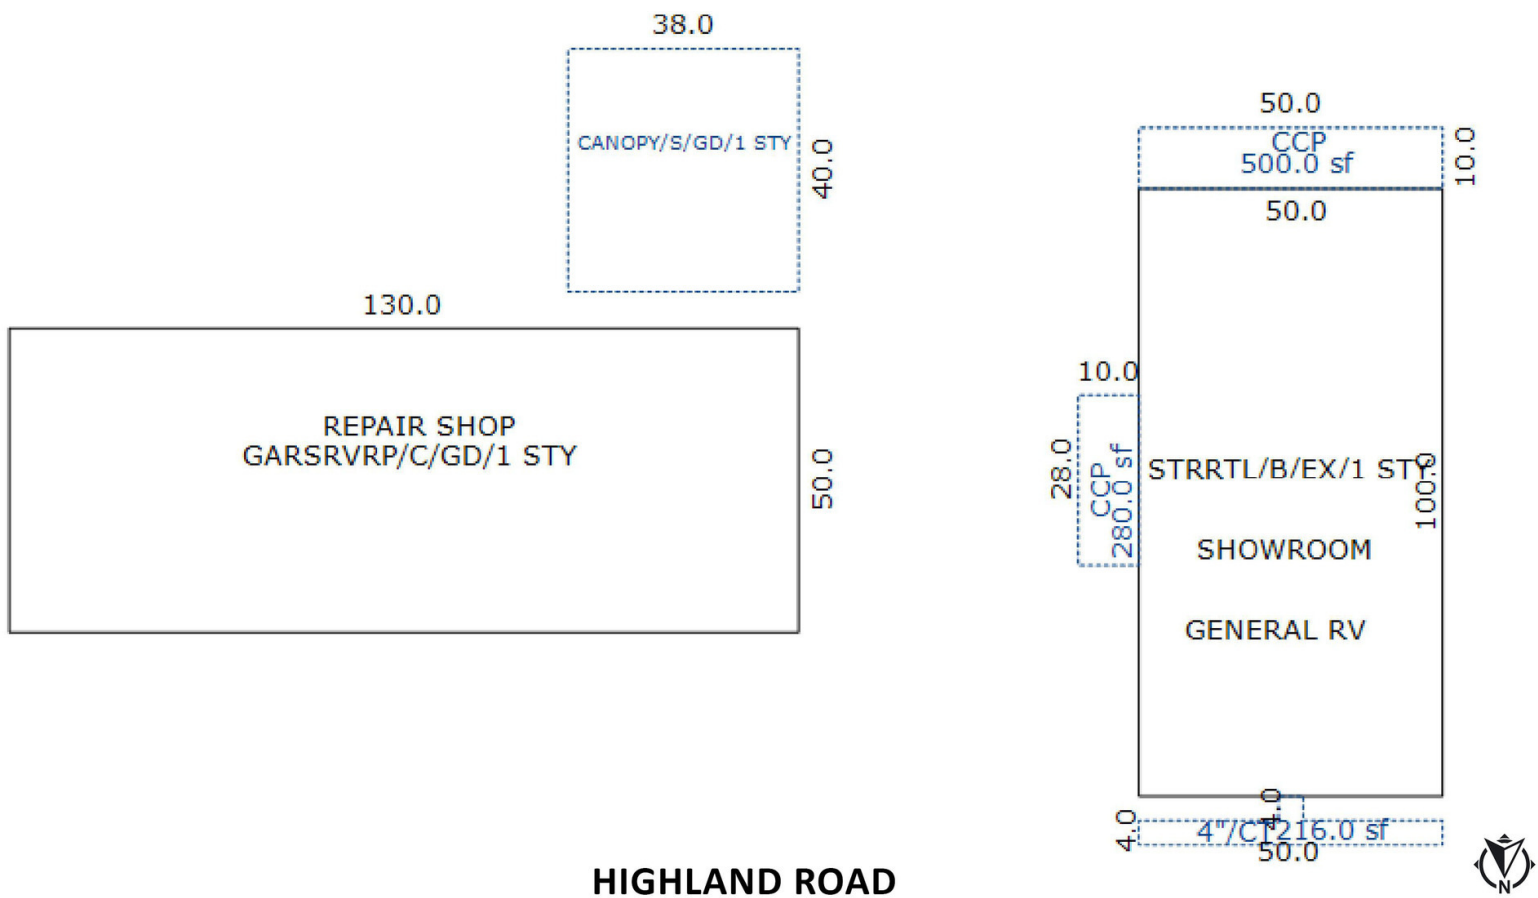 38.0
CANOPY/S/GD/1 STY
40.0
50.0
CCP
500.0 sf
10.0
50.0
130.0
REPAIR SHOP
GARSRVRP/C/GD/1 STY
50.0
10.0
28.0
CCP
280.0 sf
STRRTL/B/EX/1 STY
100.0
SHOWROOM
GENERAL RV
4.0
4.0
216.0 sf
50.0
HIGHLAND ROAD
N